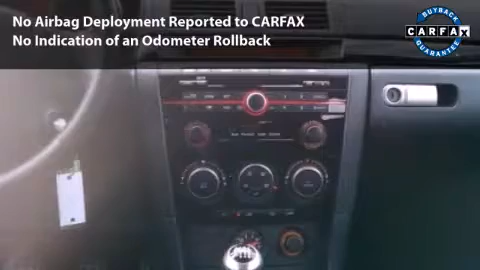 No Airbag Deployment Reported to CARFAX
No Indication of an Odometer Rollback
BUYBACK
CARFAX
GUARANTEE